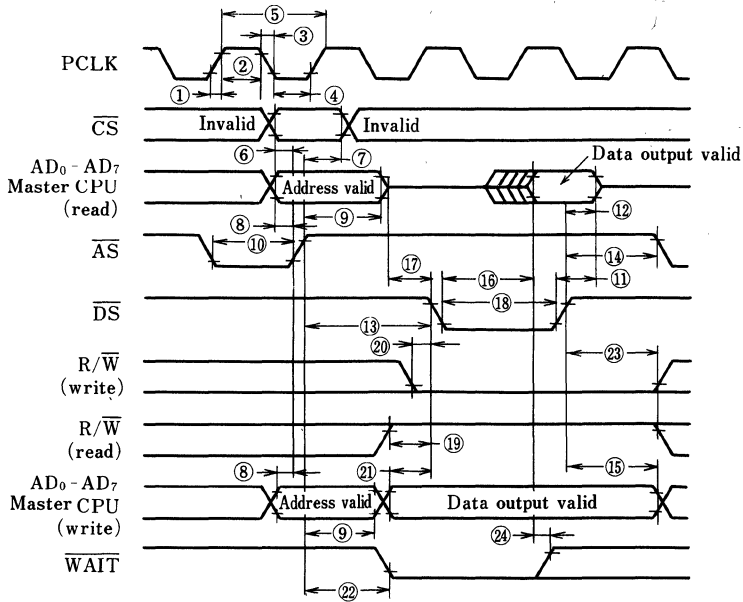 ⑤
③
PCLK
②
①
④
CS
Invalid
Invalid
⑥
⑦
Data output valid
AD₀-AD₇
Master CPU
(read)
Address valid
⑧
⑨
⑫
AS
⑩
⑭
⑰
⑯
⑪
DS
⑱
⑬
⑳
㉓
R/W
(write)
R/W
(read)
⑲
⑧
㉑
⑮
AD₀-AD₇
Master CPU
(write)
Address valid
Data output valid
⑨
㉔
WAIT
㉒